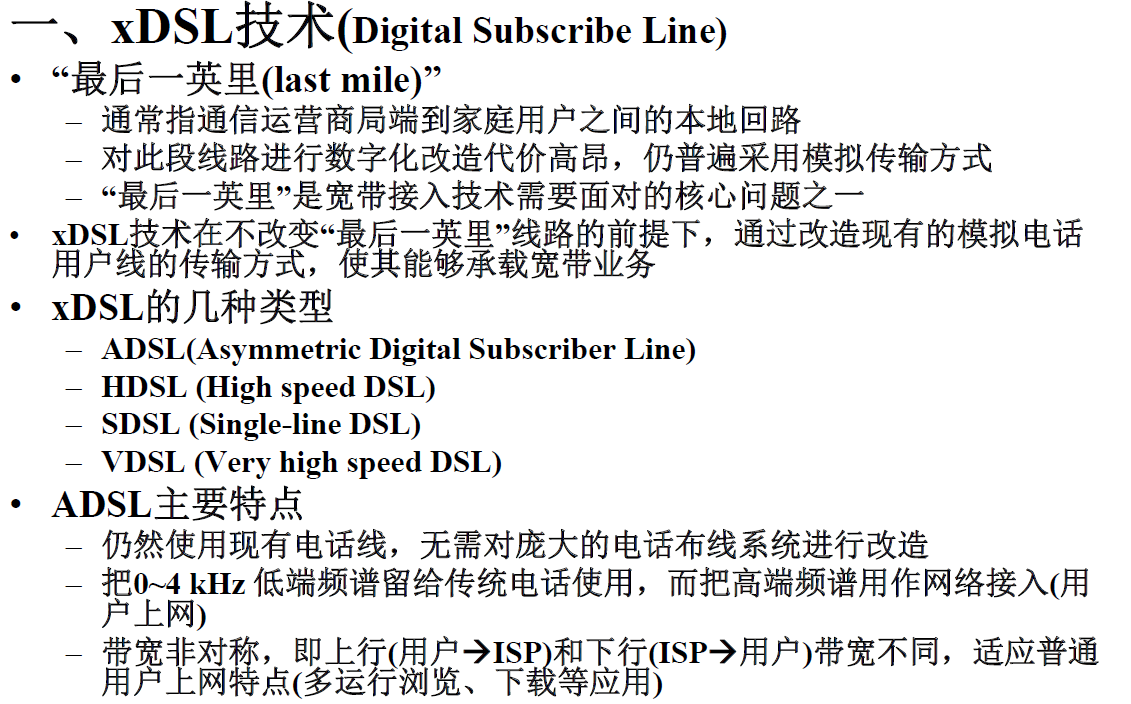 一、xDSL技术(Digital Subscribe Line)
• “最后一英里(last mile)”
– 通常指通信运营商局端到家庭用户之间的本地回路
– 对此段线路进行数字化改造代价高昂，仍普遍采用模拟传输方式
– “最后一英里”是宽带接入技术需要面对的核心问题之一
• xDSL技术在不改变“最后一英里”线路的前提下，通过改造现有的模拟电话
用户线的传输方式，使其能够承载宽带业务
• xDSL的几种类型
– ADSL(Asymmetric Digital Subscriber Line)
– HDSL (High speed DSL)
– SDSL (Single-line DSL)
– VDSL (Very high speed DSL)
• ADSL主要特点
– 仍然使用现有电话线，无需对庞大的电话布线系统进行改造
– 把0~4 kHz 低端频谱留给传统电话使用，而把高端频谱用作网络接入(用
户上网)
– 带宽非对称，即上行(用户→ISP)和下行(ISP→用户)带宽不同，适应普通
用户上网特点(多运行浏览、下载等应用)